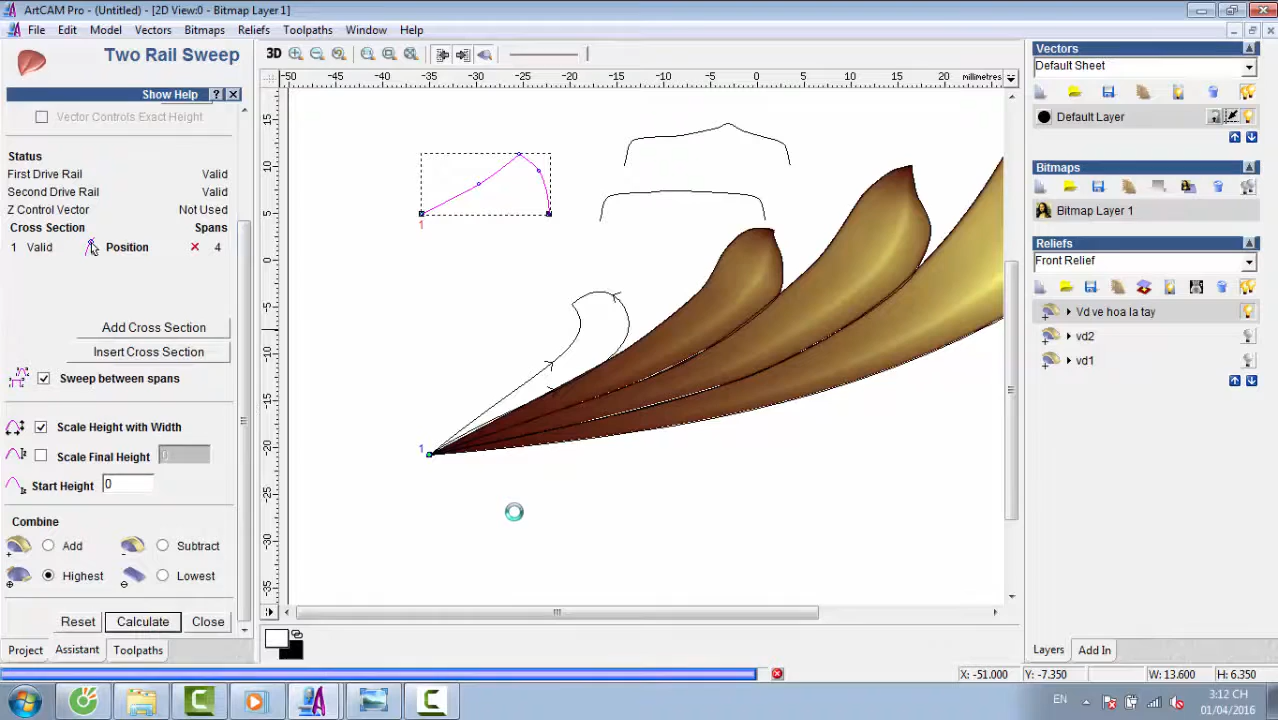 ArtCAM Pro - (Untitled) - [2D View:0 - Bitmap Layer1]
File Edit Model Vectors Bitmaps Reliefs Toolpaths Window Help
Two Rail Sweep
Show Help ? ×
Vector Controls Exact Height
Status
First Drive Rail Valid
Second Drive Rail Valid
Z Control Vector Not Used
Cross Section Spans
1 Valid Position 4
Add Cross Section
Insert Cross Section
Sweep between spans
Scale Height with Width
Scale Final Height 0
Start Height 0
Combine
Add Subtract
Highest Lowest
Reset Calculate Close
Project Assistant Toolpaths
3D
-50 -45 -40 -35 -30 -25 -20 -15 -10 -5 0 5 10 15 20 millimetres
15
10
5
0
-5
-10
-15
-20
-25
-30
-35
1
1
Vectors
Default Sheet
Default Layer
Bitmaps
Bitmap Layer 1
Reliefs
Front Relief
Vd ve hoa la tay
vd2
vd1
Layers Add In
X: -51.000 Y: -7.350 W: 13.600 H: 6.350
EN 3:12 CH
01/04/2016